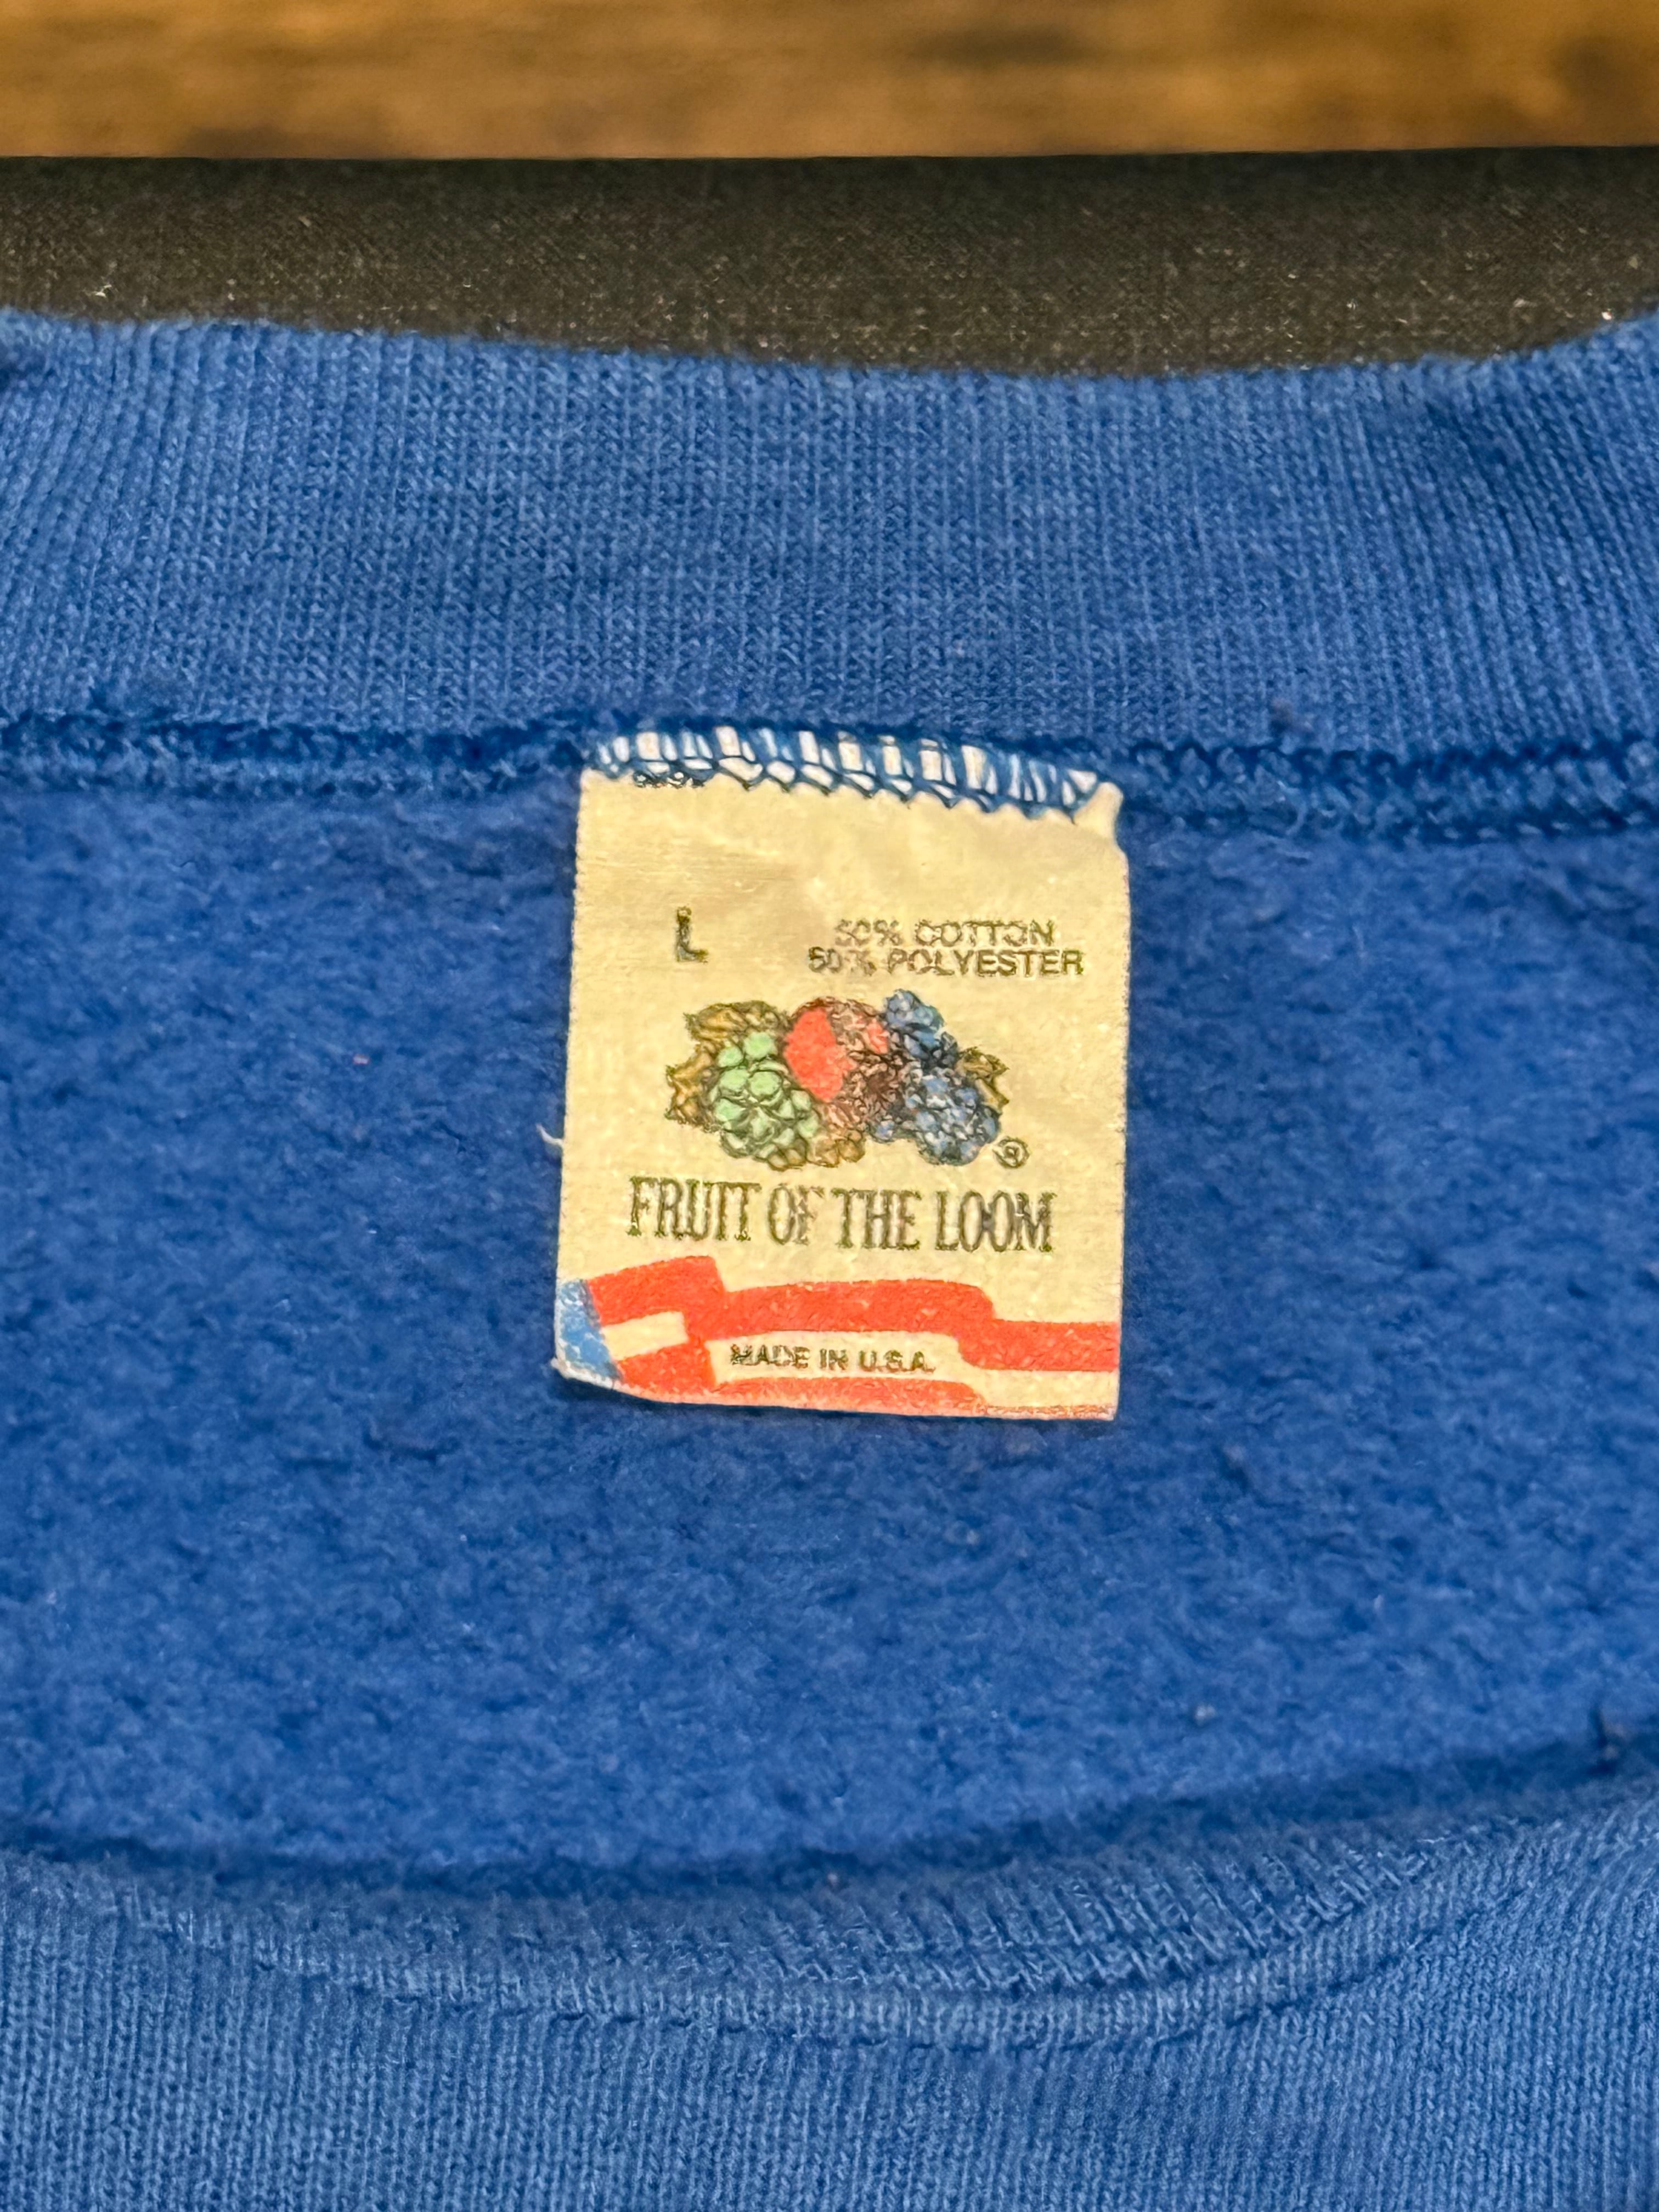 L
50% COTTON
50% POLYESTER
®
FRUIT OF THE LOOM
MADE IN U.S.A.